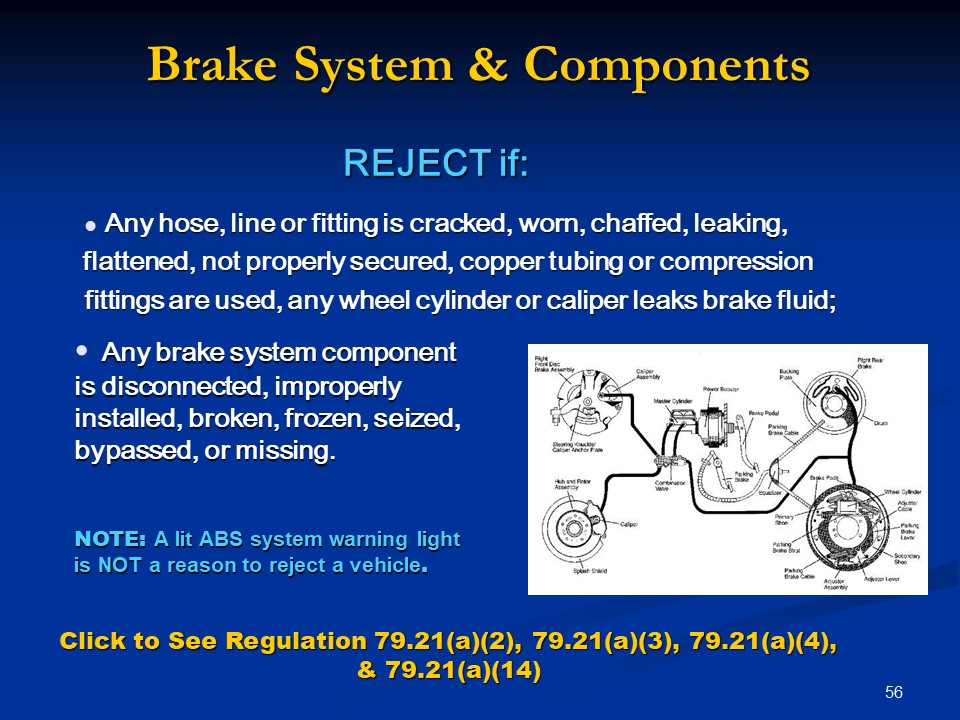 Brake System & Components
REJECT if:
● Any hose, line or fitting is cracked, worn, chaffed, leaking,
flattened, not properly secured, copper tubing or compression
fittings are used, any wheel cylinder or caliper leaks brake fluid;
● Any brake system component
is disconnected, improperly
installed, broken, frozen, seized,
bypassed, or missing.
NOTE: A lit ABS system warning light
is NOT a reason to reject a vehicle.
Right
Front Disc
Brake Assembly
Caliper
Assembly
Master Cylinder
Power Booster
Backing
Plate
Right Rear
Brake
Brake Pedal
Drum
Parking
Brake Cable
Steering Knuckle/
Caliper Anchor Plate
Combination
Valve
Parking
Brake
Equalizer
Brake Pads
Wheel Cylinder
Adjuster
Cable
Hub and Rotor
Assembly
Primary
Shoe
Parking
Brake
Lever
Caliper
Parking
Brake Strut
Secondary
Shoe
Splash Shield
Parking
Brake Cable
Adjuster
Assembly
Adjuster Lever
Click to See Regulation 79.21(a)(2), 79.21(a)(3), 79.21(a)(4),
& 79.21(a)(14)
56